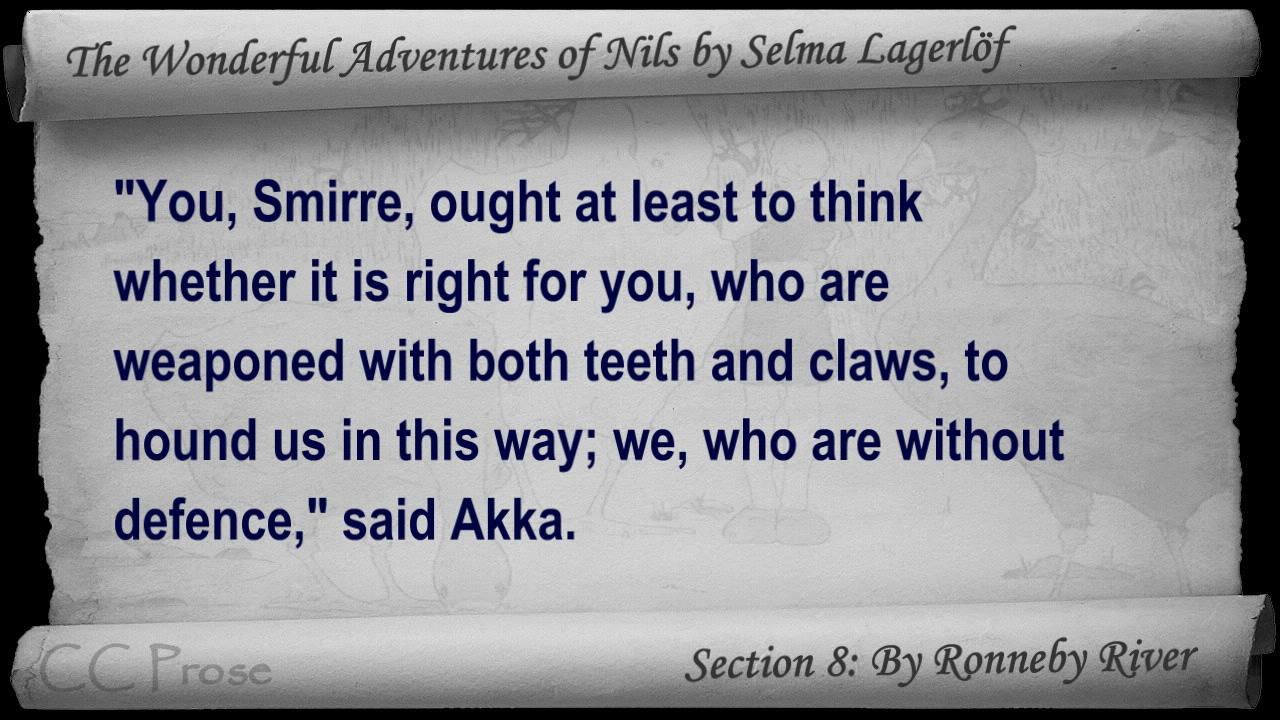 The Wonderful Adventures of Nils by Selma Lagerlöf
"You, Smirre, ought at least to think
whether it is right for you, who are
weaponed with both teeth and claws, to
hound us in this way; we, who are without
defence," said Akka.
CC Prose
Section 8: By Ronneby River